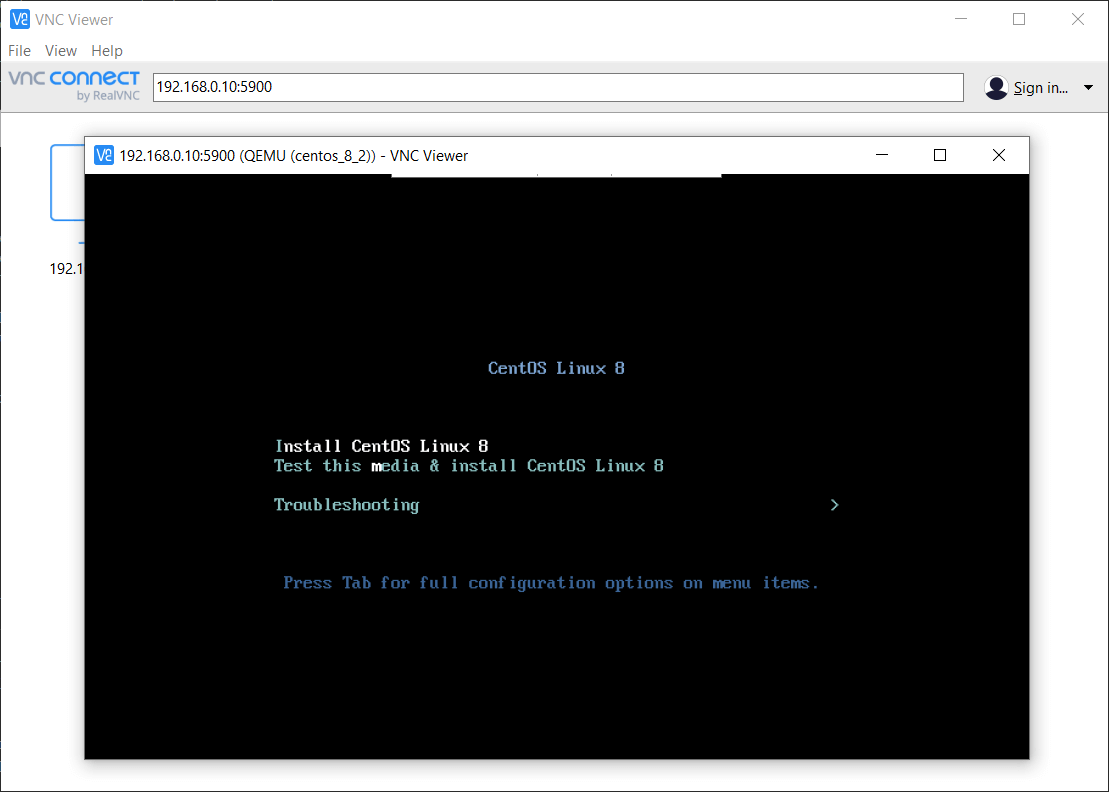 VNC Viewer
File View Help
vnc connect
by RealVNC
192.168.0.10:5900
Sign in...
192.168.0.10:5900 (QEMU (centos_8_2)) - VNC Viewer
192.1
CentOS Linux 8
Install CentOS Linux 8
Test this media & install CentOS Linux 8
Troubleshooting >
Press Tab for full configuration options on menu items.